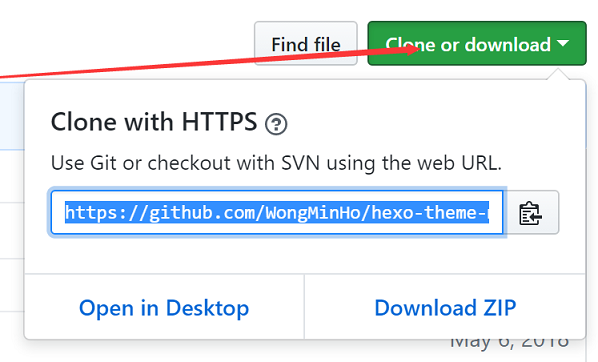 Find file
Clone or download
Clone with HTTPS
Use Git or checkout with SVN using the web URL.
https://github.com/WongMinHo/hexo-theme-
Open in Desktop
Download ZIP
May 6, 2018